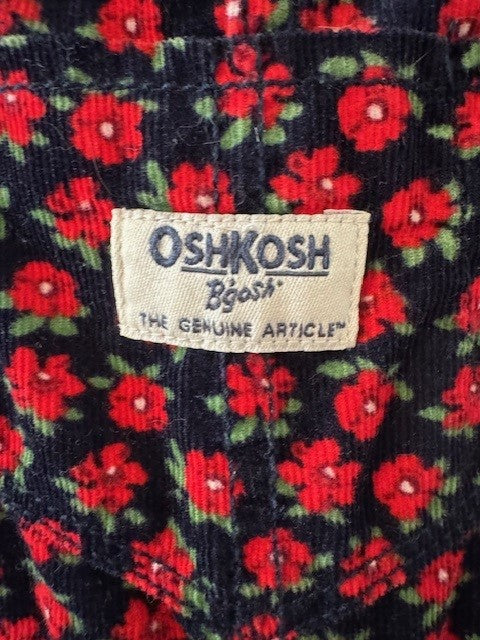 OSHKOSH
B'gosh®
THE GENUINE ARTICLE™